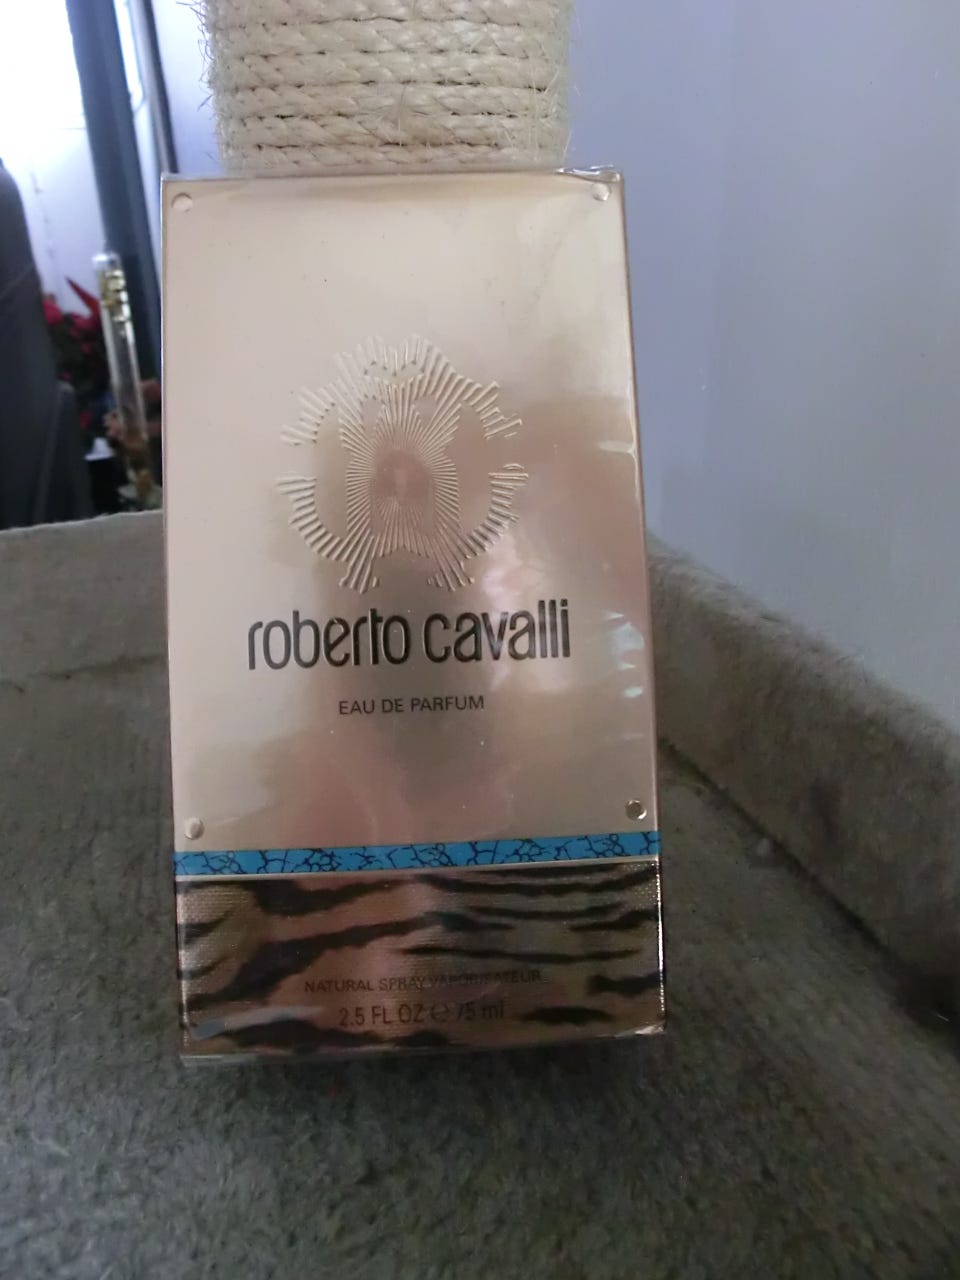 roberto cavalli
EAU DE PARFUM
NATURAL SPRAY VAPORISATEUR
2.5 FL OZ ℮ 75 ml